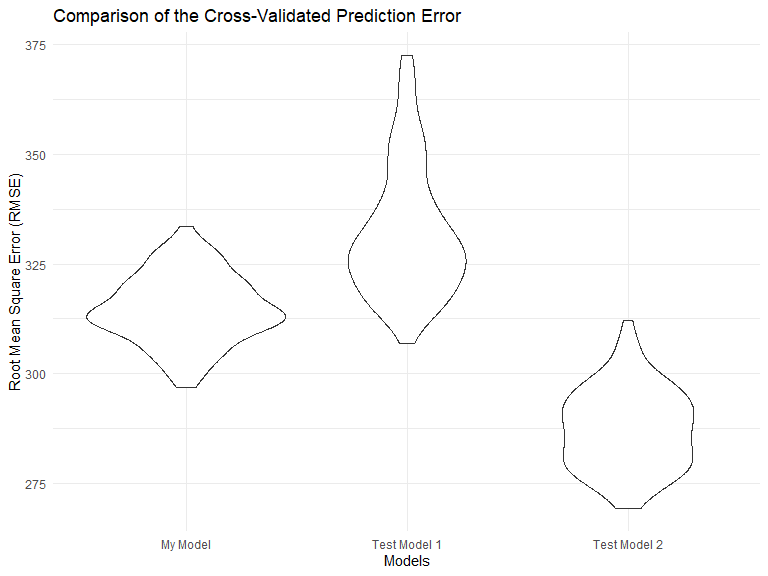 Comparison of the Cross-Validated Prediction Error
Root Mean Square Error (RMSE)
375
350
325
300
275
My Model
Test Model 1
Test Model 2
Models